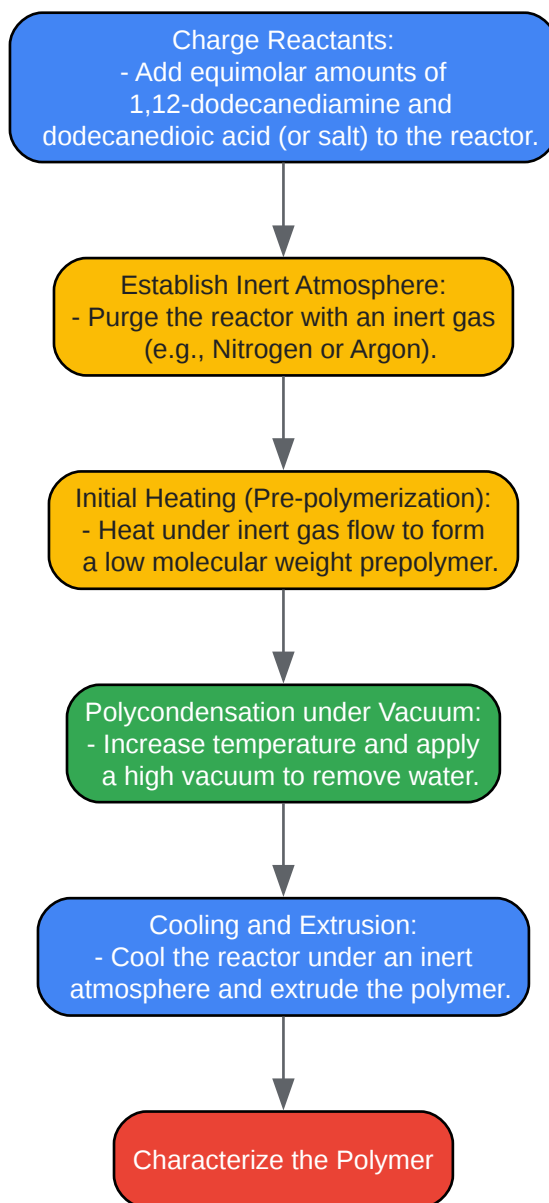 Charge Reactants:
- Add equimolar amounts of
1,12-dodecanediamine and
dodecanedioic acid (or salt) to the reactor.
Establish Inert Atmosphere:
- Purge the reactor with an inert gas
(e.g., Nitrogen or Argon).
Initial Heating (Pre-polymerization):
- Heat under inert gas flow to form
a low molecular weight prepolymer.
Polycondensation under Vacuum:
- Increase temperature and apply
a high vacuum to remove water.
Cooling and Extrusion:
- Cool the reactor under an inert
atmosphere and extrude the polymer.
Characterize the Polymer